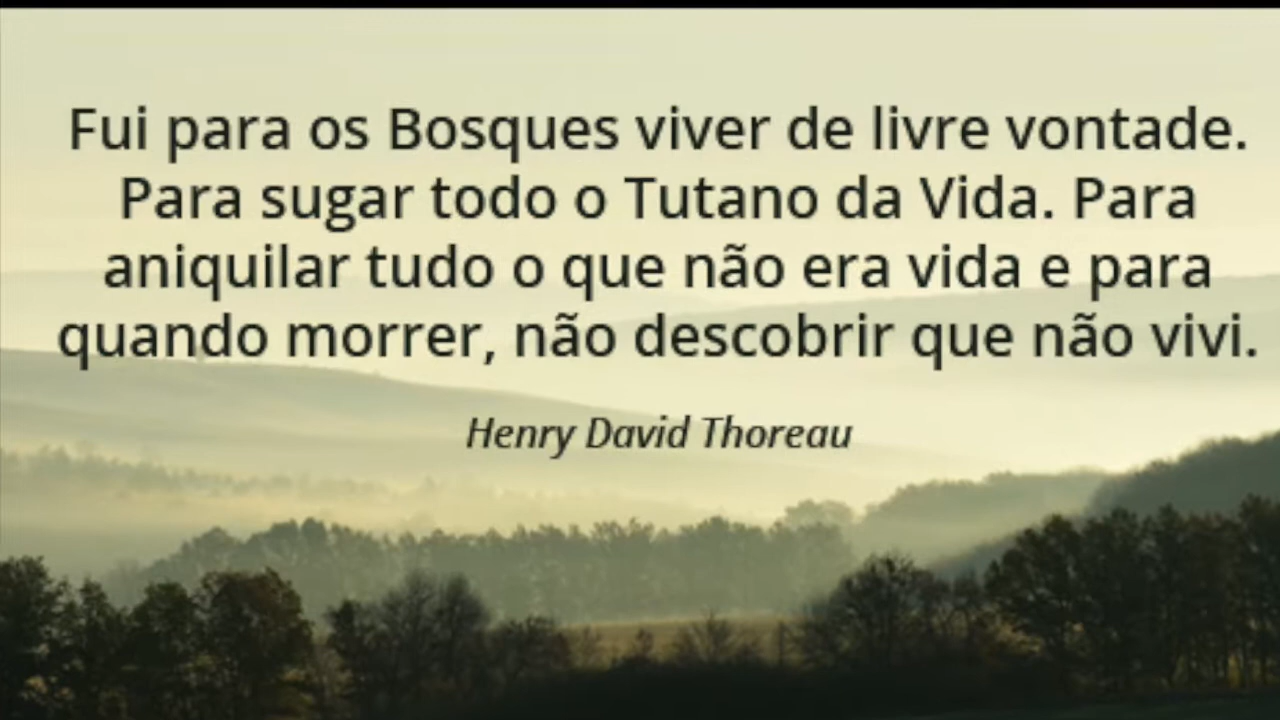 Fui para os Bosques viver de livre vontade.
Para sugar todo o Tutano da Vida. Para
aniquilar tudo o que não era vida e para
quando morrer, não descobrir que não vivi.
Henry David Thoreau